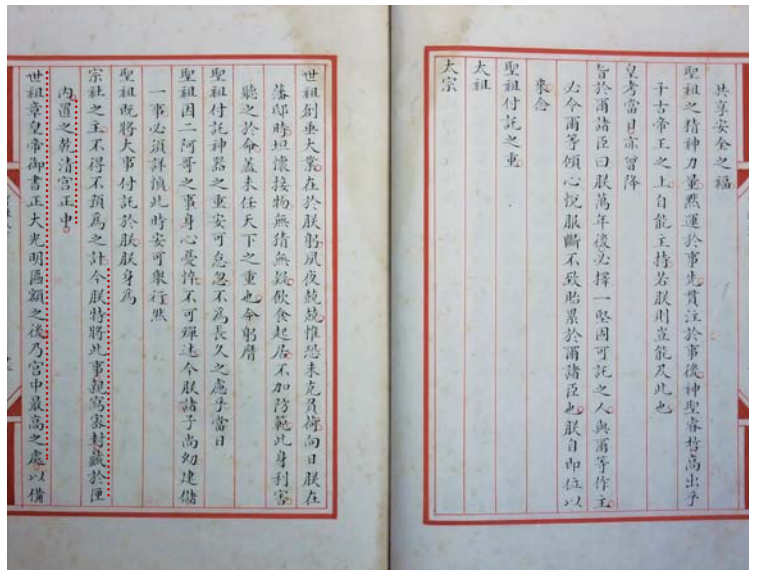 共享安全之福
聖祖之精神力量默運於事先貫注於事後神聖睿哲高出乎
千古帝王之上自能主持若朕則豈能及此也
皇考當日亦曾降
旨於爾諸臣曰朕萬年後必擇一堅固可託之人與爾等作主
必令爾等傾心悅服斷不致貽累於爾諸臣也朕自即位以
來念
聖祖付託之重
太祖
太宗
世祖創垂大業在於朕躬夙夜兢兢惟恐未克負荷向日朕在
藩邸時坦懷接物無猜無疑飲食起居不加防範此身利害
聽之於命蓋未任天下之重也今躬膺
聖祖付託神器之重安可怠忽不爲長久之慮乎當日
聖祖因二阿哥之事身心憂悴不可殫述今朕諸子尚幼建儲
一事必須詳慎此時安可舉行然
聖祖既將大事付託於朕朕身爲
宗社之主不得不預爲之計今朕特將此事親寫密封藏於匣
內置之乾清宮正中
世祖章皇帝御書正大光明匾額之後乃宮中最高之處以備